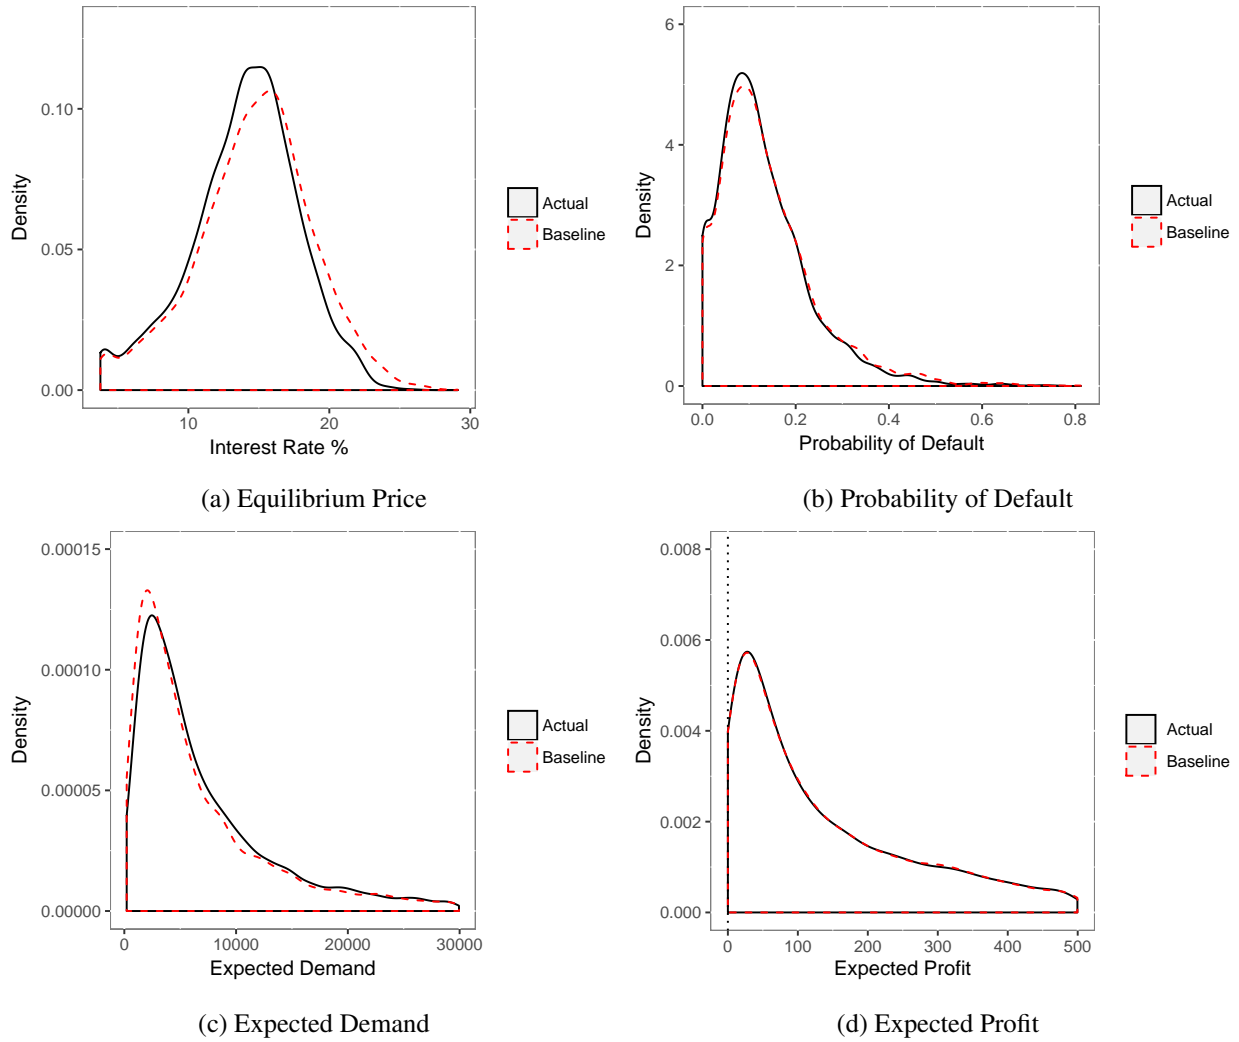 Density
0.10
0.05
0.00
10
20
30
Interest Rate %
Actual
Baseline
(a) Equilibrium Price
Density
6
4
2
0
0.0
0.2
0.4
0.6
0.8
Probability of Default
Actual
Baseline
(b) Probability of Default
Density
0.00015
0.00010
0.00005
0.00000
0
10000
20000
30000
Expected Demand
Actual
Baseline
(c) Expected Demand
Density
0.008
0.006
0.004
0.002
0.000
0
100
200
300
400
500
Expected Profit
Actual
Baseline
(d) Expected Profit